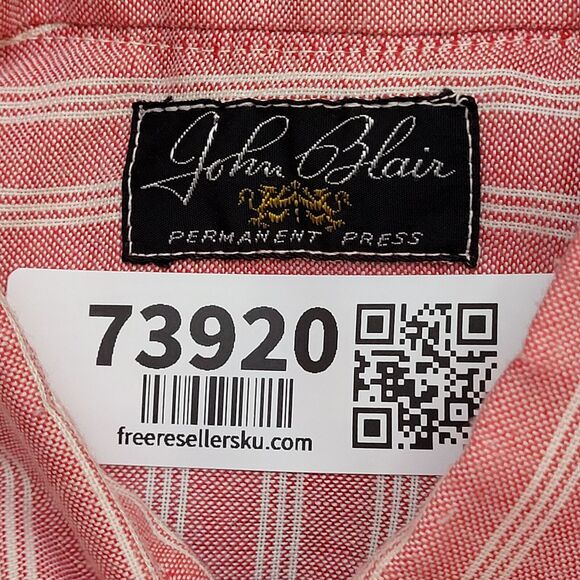 John Blair
PERMANENT PRESS
73920
freeresellersku.com